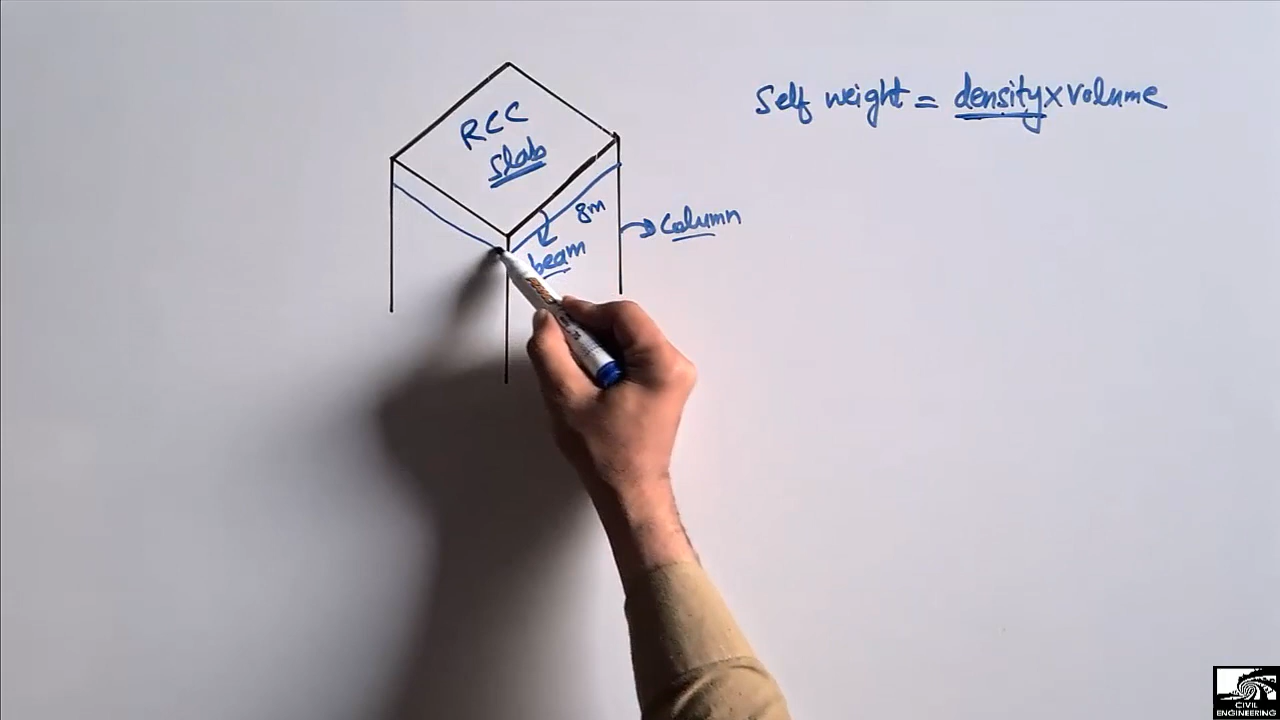 Self weight = density×volume
RCC
slab
8m
column
beam
CIVIL
ENGINEERING